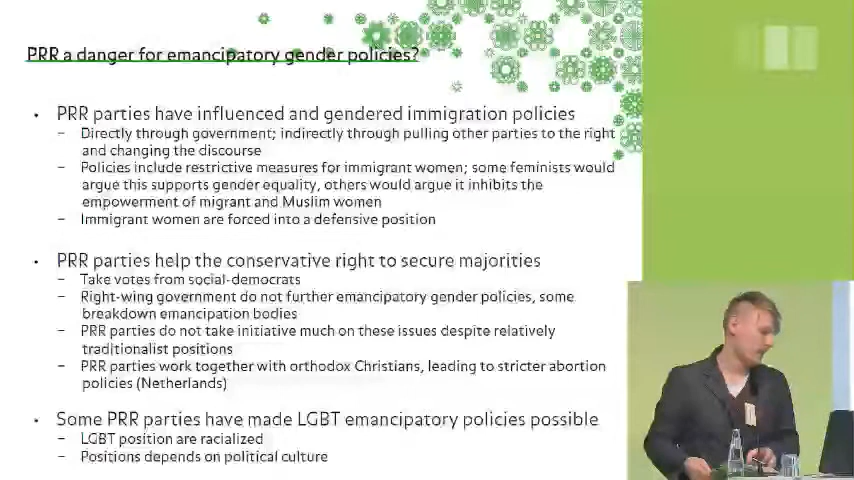 PRR a danger for emancipatory gender policies?
• PRR parties have influenced and gendered immigration policies
– Directly through government; indirectly through pulling other parties to the right
and changing the discourse
– Policies include restrictive measures for immigrant women; some feminists would
argue this supports gender equality, others would argue it inhibits the
empowerment of migrant and Muslim women
– Immigrant women are forced into a defensive position
• PRR parties help the conservative right to secure majorities
– Take votes from social-democrats
– Right-wing government do not further emancipatory gender policies, some
breakdown emancipation bodies
– PRR parties do not take initiative much on these issues despite relatively
traditionalist positions
– PRR parties work together with orthodox Christians, leading to stricter abortion
policies (Netherlands)
• Some PRR parties have made LGBT emancipatory policies possible
– LGBT position are racialized
– Positions depends on political culture